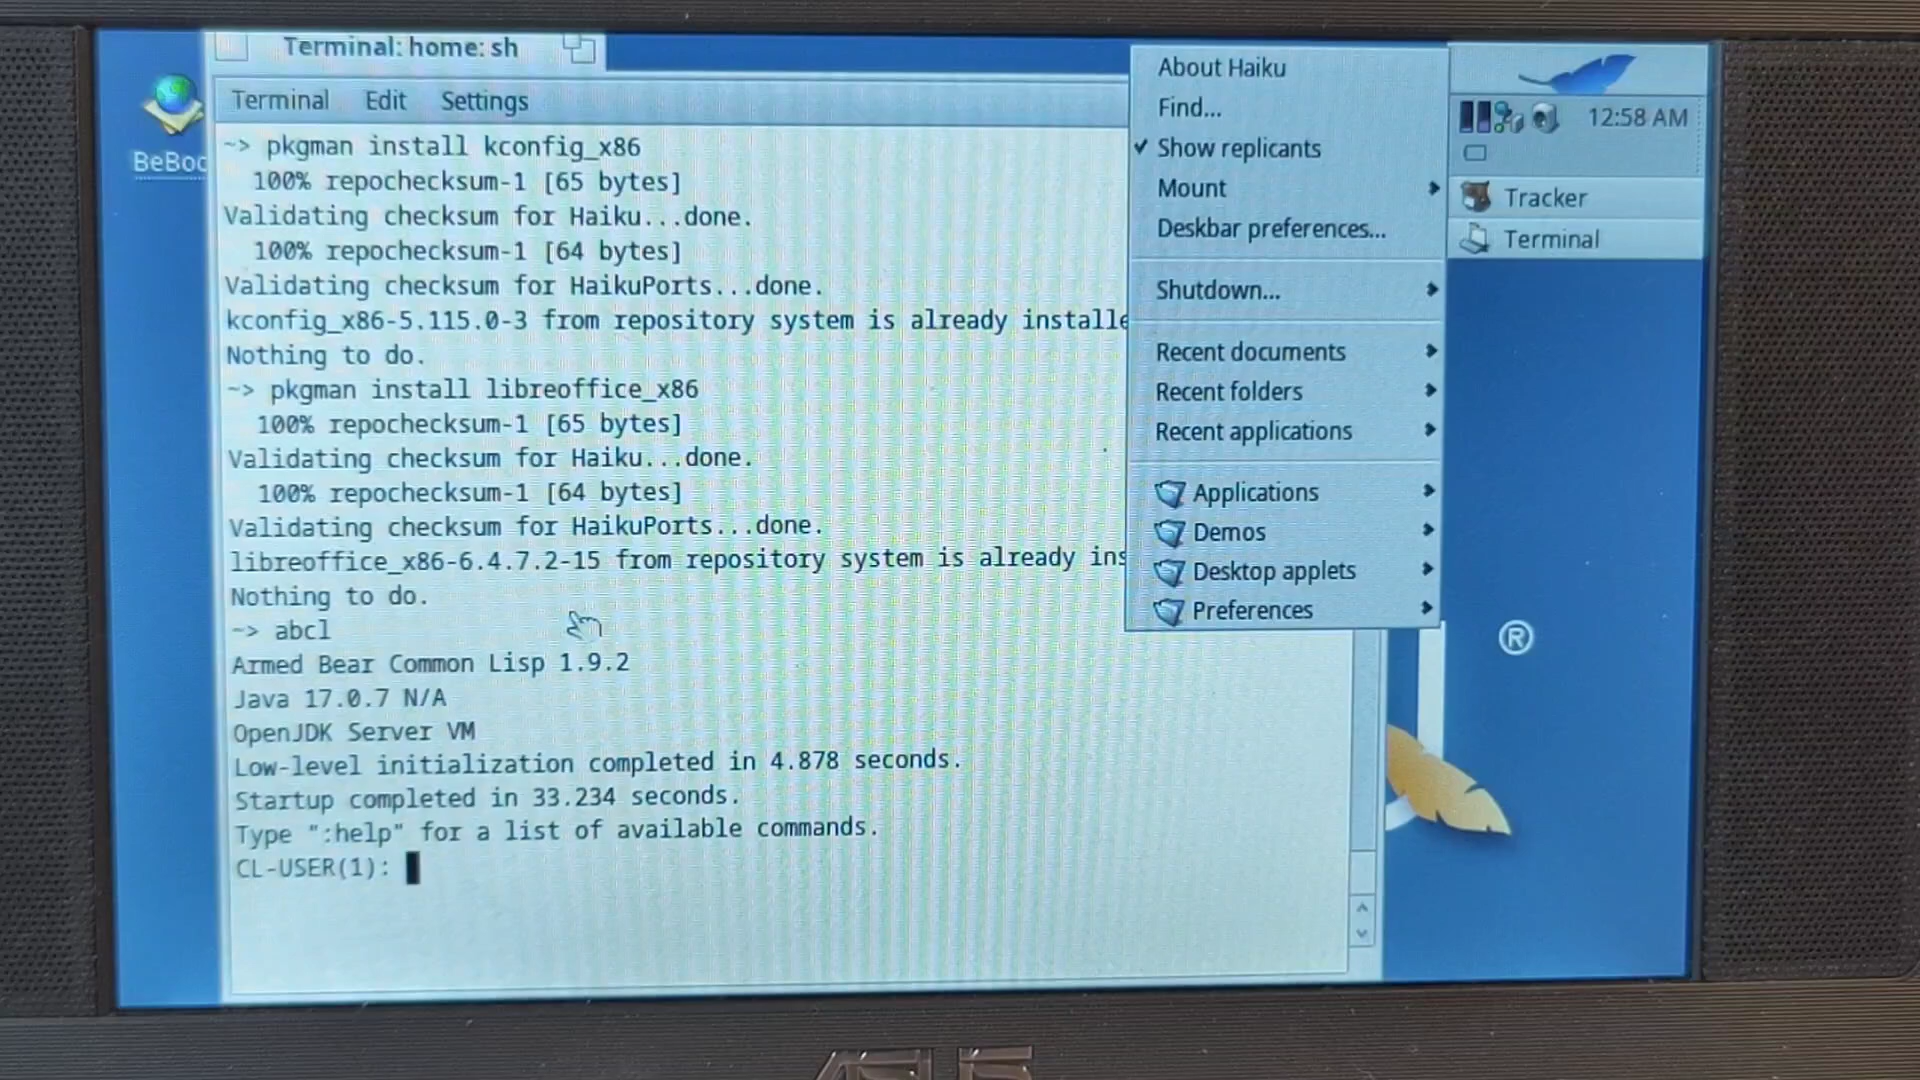 Terminal: home: sh
BeBoo
Terminal Edit Settings
~> pkgman install kconfig_x86
100% repochecksum-1 [65 bytes]
Validating checksum for Haiku...done.
100% repochecksum-1 [64 bytes]
Validating checksum for HaikuPorts...done.
kconfig_x86-5.115.0-3 from repository system is already installe
Nothing to do.
~> pkgman install libreoffice_x86
100% repochecksum-1 [65 bytes]
Validating checksum for Haiku...done.
100% repochecksum-1 [64 bytes]
Validating checksum for HaikuPorts...done.
libreoffice_x86-6.4.7.2-15 from repository system is already ins
Nothing to do.
~> abcl
Armed Bear Common Lisp 1.9.2
Java 17.0.7 N/A
OpenJDK Server VM
Low-level initialization completed in 4.878 seconds.
Startup completed in 33.234 seconds.
Type ":help" for a list of available commands.
CL-USER(1):
About Haiku
Find...
Show replicants
Mount
Deskbar preferences...
Shutdown...
Recent documents
Recent folders
Recent applications
Applications
Demos
Desktop applets
Preferences
12:58 AM
Tracker
Terminal
®